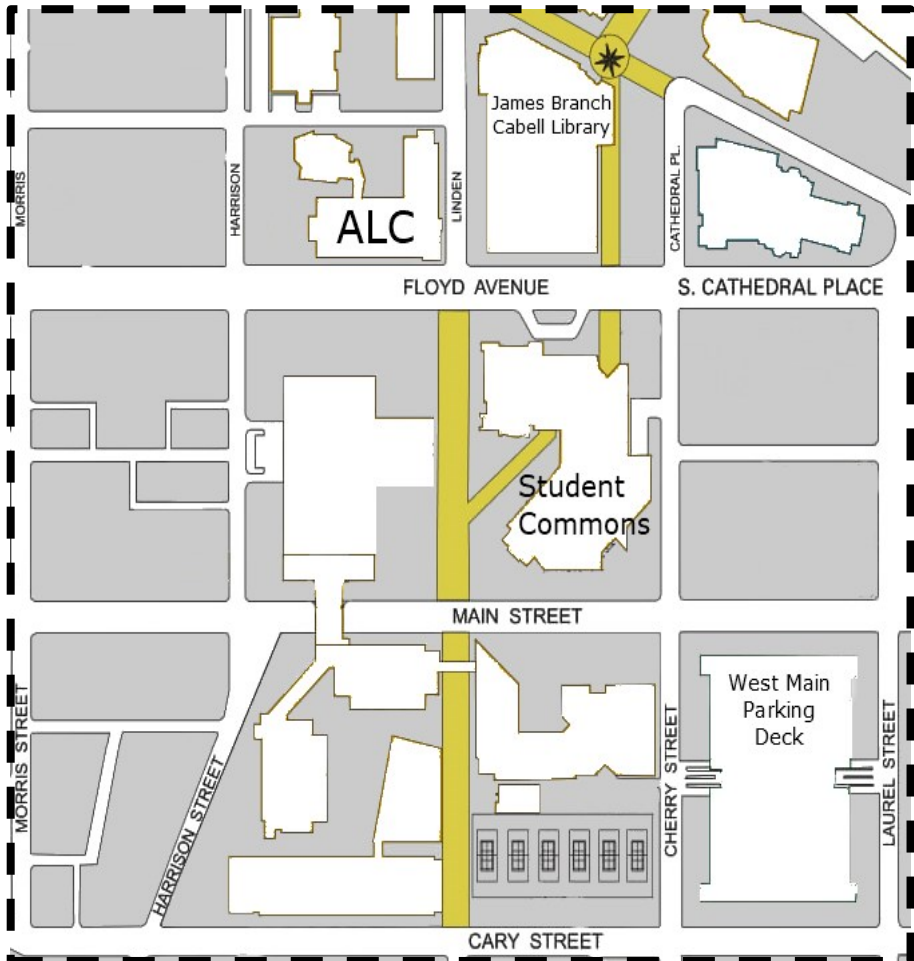 James Branch
Cabell Library
MORRIS
HARRISON
ALC
LINDEN
CATHEDRAL PL.
FLOYD AVENUE
S. CATHEDRAL PLACE
Student
Commons
MAIN STREET
MORRIS STREET
HARRISON STREET
CHERRY STREET
West Main
Parking
Deck
LAUREL STREET
CARY STREET